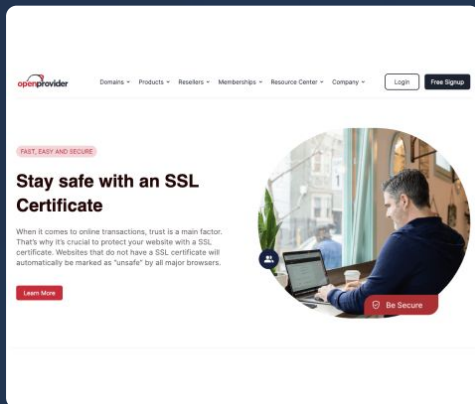 openprovider
Domains Products Resellers Memberships Resource Center Company Login Free Signup
FAST, EASY AND SECURE
Stay safe with an SSL
Certificate
When it comes to online transactions, trust is a main factor.
That's why it's crucial to protect your website with a SSL
certificate. Websites that do not have a SSL certificate will
automatically be marked as "unsafe" by all major browsers.
Learn More
Be Secure